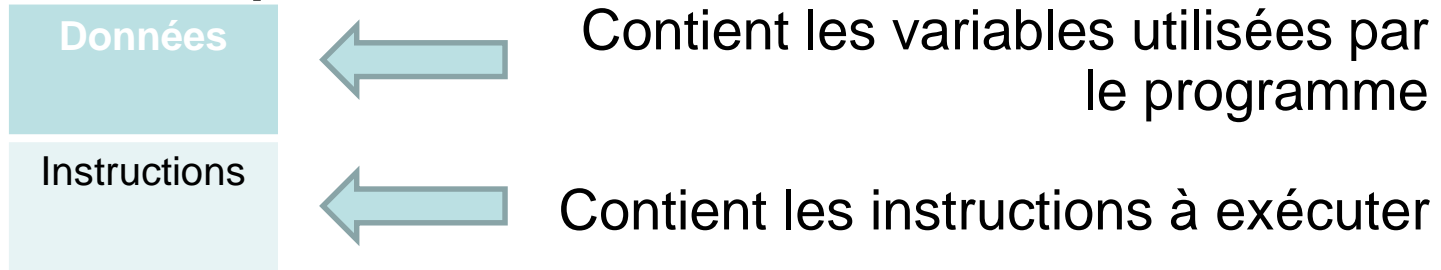 Données
Contient les variables utilisées par
le programme
Instructions
Contient les instructions à exécuter